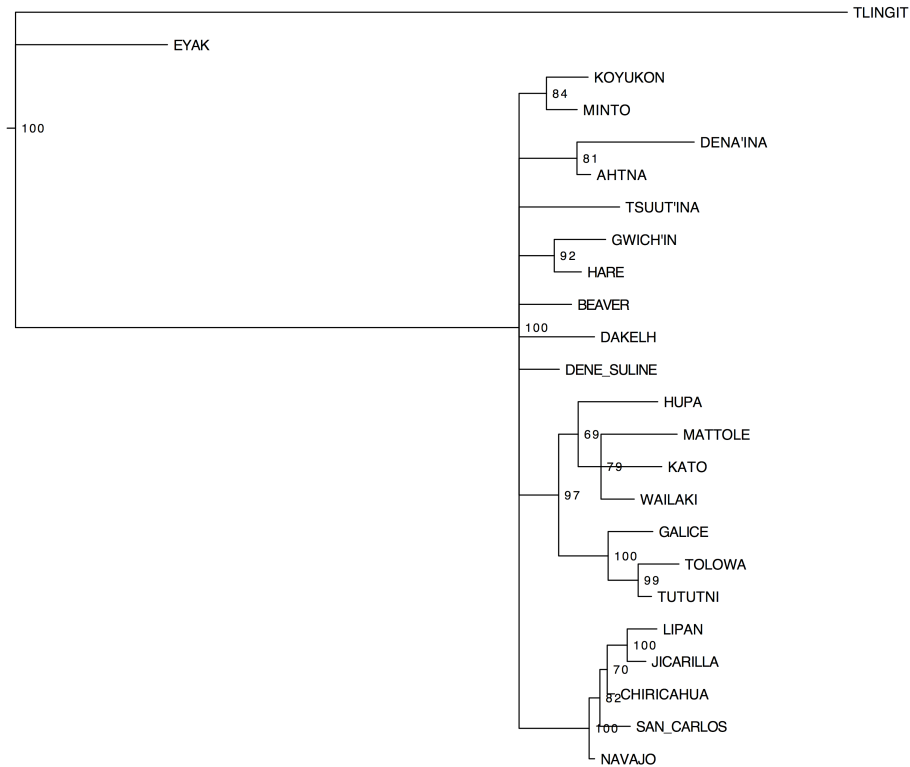 TLINGIT
EYAK
KOYUKON
84
MINTO
100
DENA'INA
81
AHTNA
TSUUT'INA
GWICH'IN
92
HARE
BEAVER
100
DAKELH
DENE_SULINE
HUPA
69
MATTOLE
79
KATO
97
WAILAKI
GALICE
100
TOLOWA
99
TUTUTNI
LIPAN
100
JICARILLA
70
CHIRICAHUA
82
SAN_CARLOS
100
NAVAJO